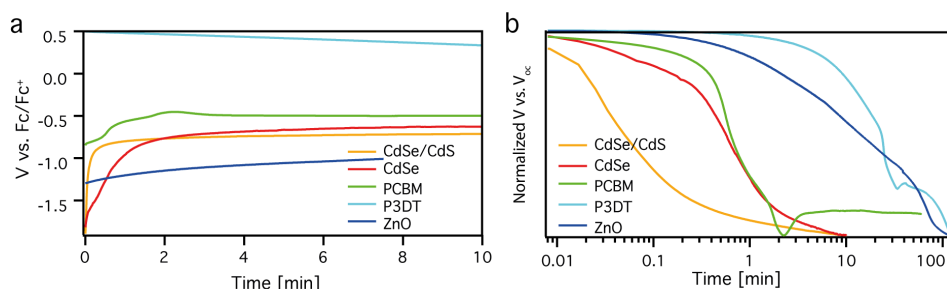 a
V vs. Fc/Fc⁺
0.5
0.0
-0.5
-1.0
-1.5
CdSe/CdS
CdSe
PCBM
P3DT
ZnO
0
2
4
6
8
10
Time [min]
b
Normalized V vs. Vₒc
CdSe/CdS
CdSe
PCBM
P3DT
ZnO
0.01
0.1
1
10
100
Time [min]